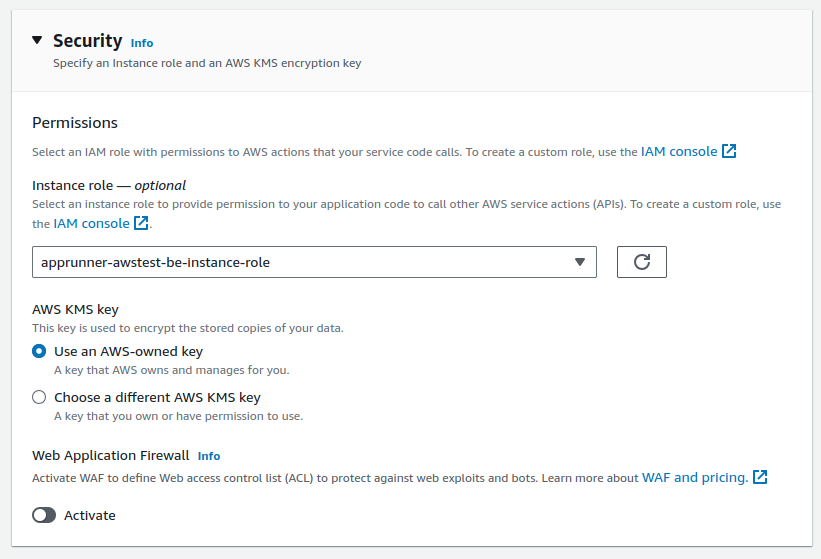 Security Info
Specify an Instance role and an AWS KMS encryption key
Permissions
Select an IAM role with permissions to AWS actions that your service code calls. To create a custom role, use the IAM console
Instance role — optional
Select an instance role to provide permission to your application code to call other AWS service actions (APIs). To create a custom role, use
the IAM console.
apprunner-awstest-be-instance-role
AWS KMS key
This key is used to encrypt the stored copies of your data.
Use an AWS-owned key
A key that AWS owns and manages for you.
Choose a different AWS KMS key
A key that you own or have permission to use.
Web Application Firewall Info
Activate WAF to define Web access control list (ACL) to protect against web exploits and bots. Learn more about WAF and pricing.
Activate